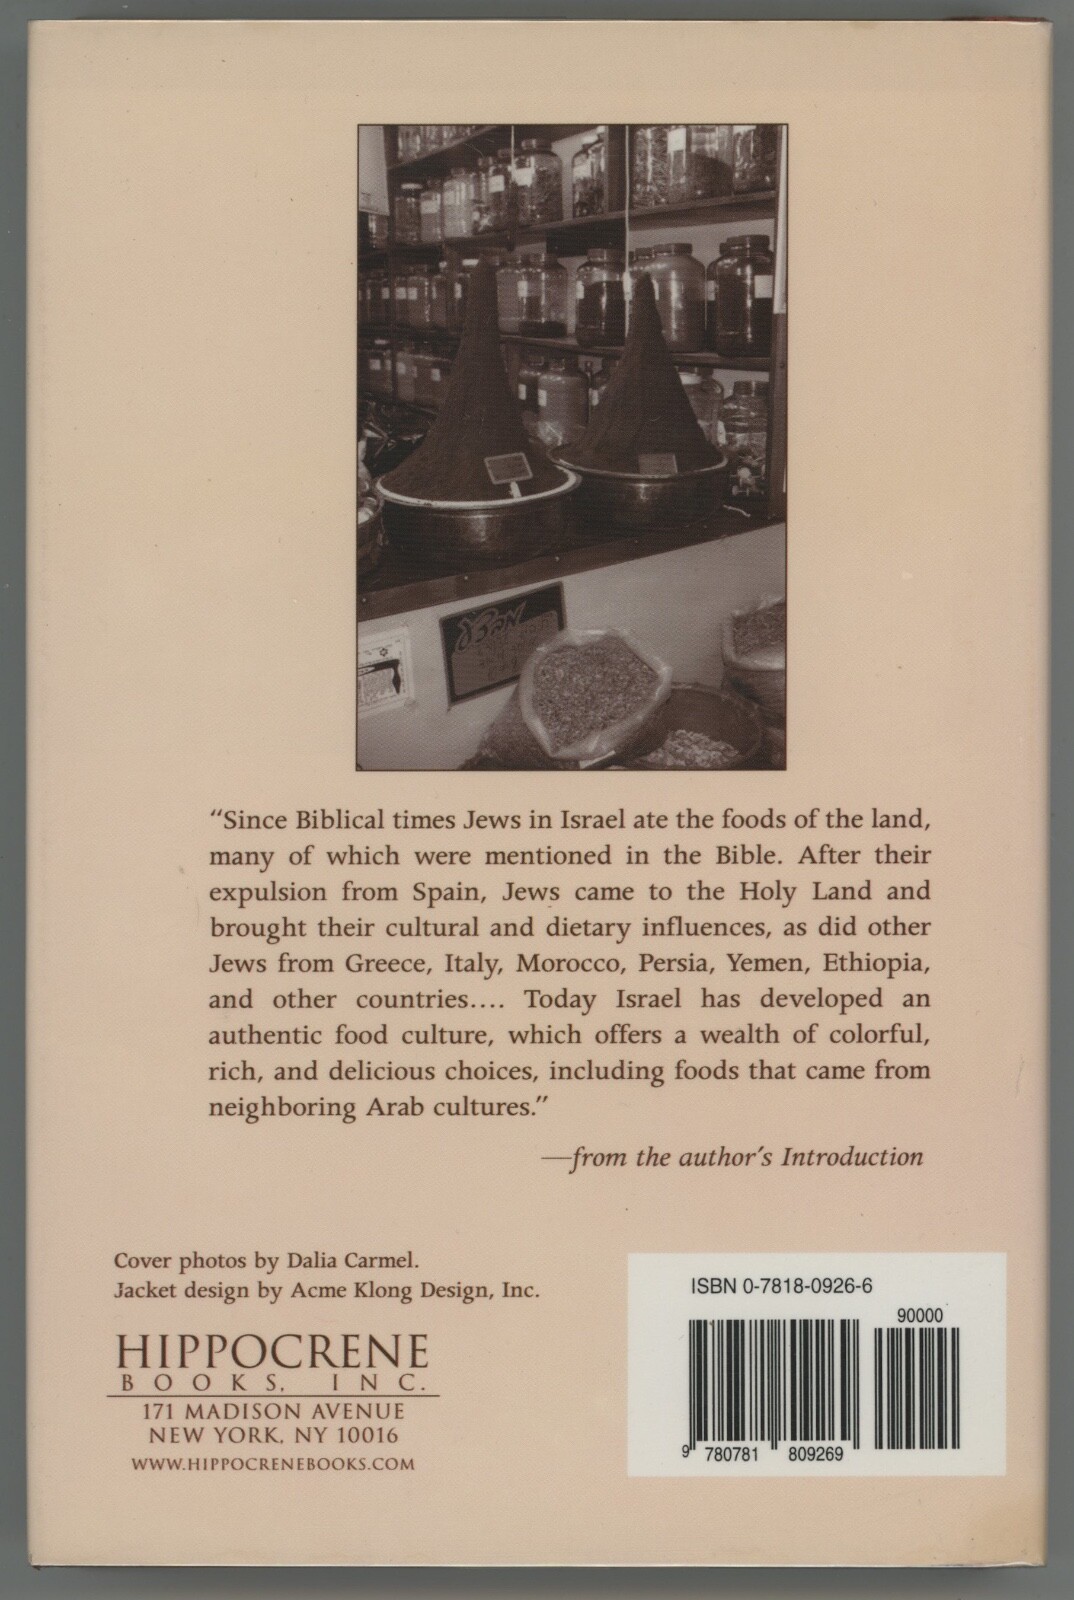 מבצע
“Since Biblical times Jews in Israel ate the foods of the land,
many of which were mentioned in the Bible. After their
expulsion from Spain, Jews came to the Holy Land and
brought their cultural and dietary influences, as did other
Jews from Greece, Italy, Morocco, Persia, Yemen, Ethiopia,
and other countries.... Today Israel has developed an
authentic food culture, which offers a wealth of colorful,
rich, and delicious choices, including foods that came from
neighboring Arab cultures.”
—from the author's Introduction
Cover photos by Dalia Carmel.
Jacket design by Acme Klong Design, Inc.
HIPPOCRENE
BOOKS, INC.
171 MADISON AVENUE
NEW YORK, NY 10016
WWW.HIPPOCRENEBOOKS.COM
ISBN 0-7818-0926-6
90000
9 780781 809269